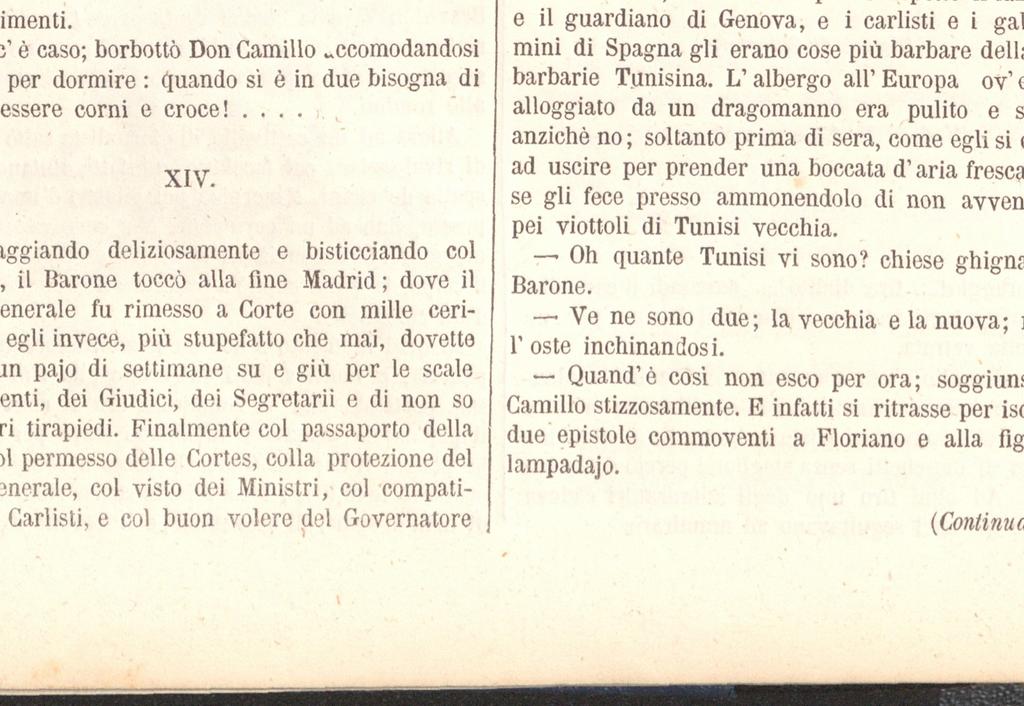 imenti.
c' è caso; borbottò Don Camillo ccomodandosi
per dormire : quando si è in due bisogna di
essere corni e croce! . . . .
XIV.
aggiando deliziosamente e bisticciando col
, il Barone toccò alla fine Madrid; dove il
enerale fu rimesso a Corte con mille ceri-
egli invece, più stupefatto che mai, dovette
un pajo di settimane su e giù per le scale
enti, dei Giudici, dei Segretarii e di non so
ri tirapiedi. Finalmente col passaporto della
ol permesso delle Cortes, colla protezione del
enerale, col visto dei Ministri, col compati-
Carlisti, e col buon volere del Governatore
e il guardiano di Genova, e i carlisti e i gal
mini di Spagna gli erano cose più barbare della
barbarie Tunisina. L' albergo all' Europa ov' e
alloggiato da un dragomanno era pulito e s
anzichè no; soltanto prima di sera, come egli si
ad uscire per prender una boccata d' aria fresca
se gli fece presso ammonendolo di non avven
pei viottoli di Tunisi vecchia.
— Oh quante Tunisi vi sono? chiese ghigna
Barone.
— Ve ne sono due; la vecchia e la nuova;
l' oste inchinandosi.
— Quand' è così non esco per ora; soggiuns
Camillo stizzosamente. E infatti si ritrasse per isc
due epistole commoventi a Floriano e alla fig
lampadajo.
(Continua